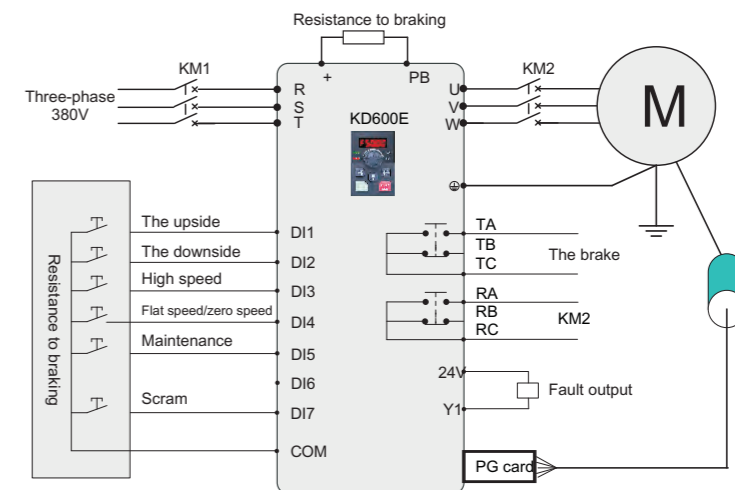 Resistance to braking
+
PB
KM1
KM2
Three-phase
380V
R
S
T
U
V
W
KD600E
M
The upside
DI1
The downside
DI2
High speed
DI3
Flat speed/zero speed
DI4
Maintenance
DI5
DI6
Scram
DI7
COM
Resistance to braking
TA
TB
TC
The brake
RA
RB
RC
KM2
24V
Y1
Fault output
PG card